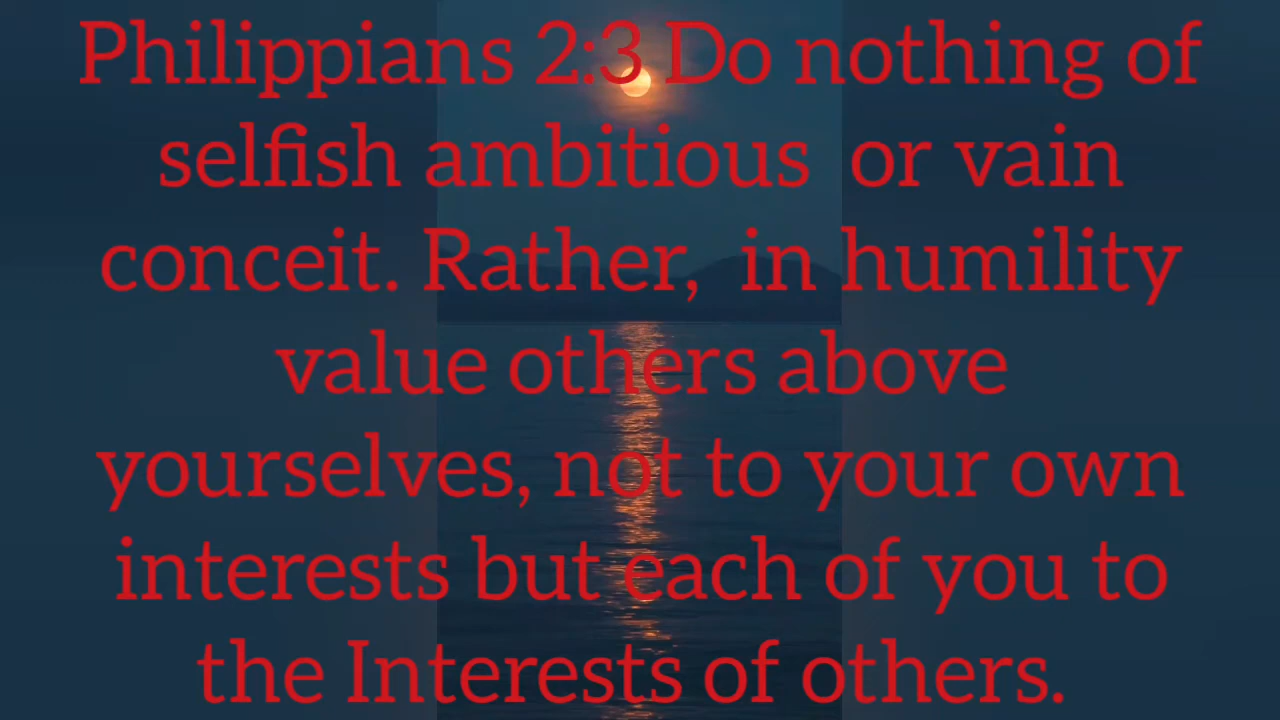 Philippians 2:3 Do nothing of
selfish ambitious or vain
conceit. Rather, in humility
value others above
yourselves, not to your own
interests but each of you to
the Interests of others.